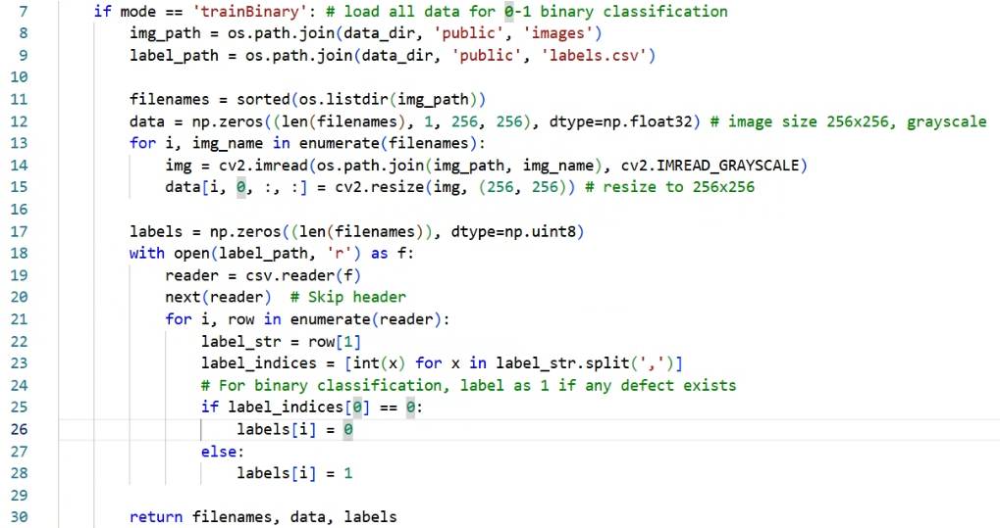 7 if mode == 'trainBinary': # load all data for 0-1 binary classification
8 img_path = os.path.join(data_dir, 'public', 'images')
9 label_path = os.path.join(data_dir, 'public', 'labels.csv')
10
11 filenames = sorted(os.listdir(img_path))
12 data = np.zeros((len(filenames), 1, 256, 256), dtype=np.float32) # image size 256x256, grayscale
13 for i, img_name in enumerate(filenames):
14 img = cv2.imread(os.path.join(img_path, img_name), cv2.IMREAD_GRAYSCALE)
15 data[i, 0, :, :] = cv2.resize(img, (256, 256)) # resize to 256x256
16
17 labels = np.zeros((len(filenames)), dtype=np.uint8)
18 with open(label_path, 'r') as f:
19 reader = csv.reader(f)
20 next(reader)  # Skip header
21 for i, row in enumerate(reader):
22 label_str = row[1]
23 label_indices = [int(x) for x in label_str.split(',')]
24 # For binary classification, label as 1 if any defect exists
25 if label_indices[0] == 0:
26 labels[i] = 0
27 else:
28 labels[i] = 1
29
30 return filenames, data, labels